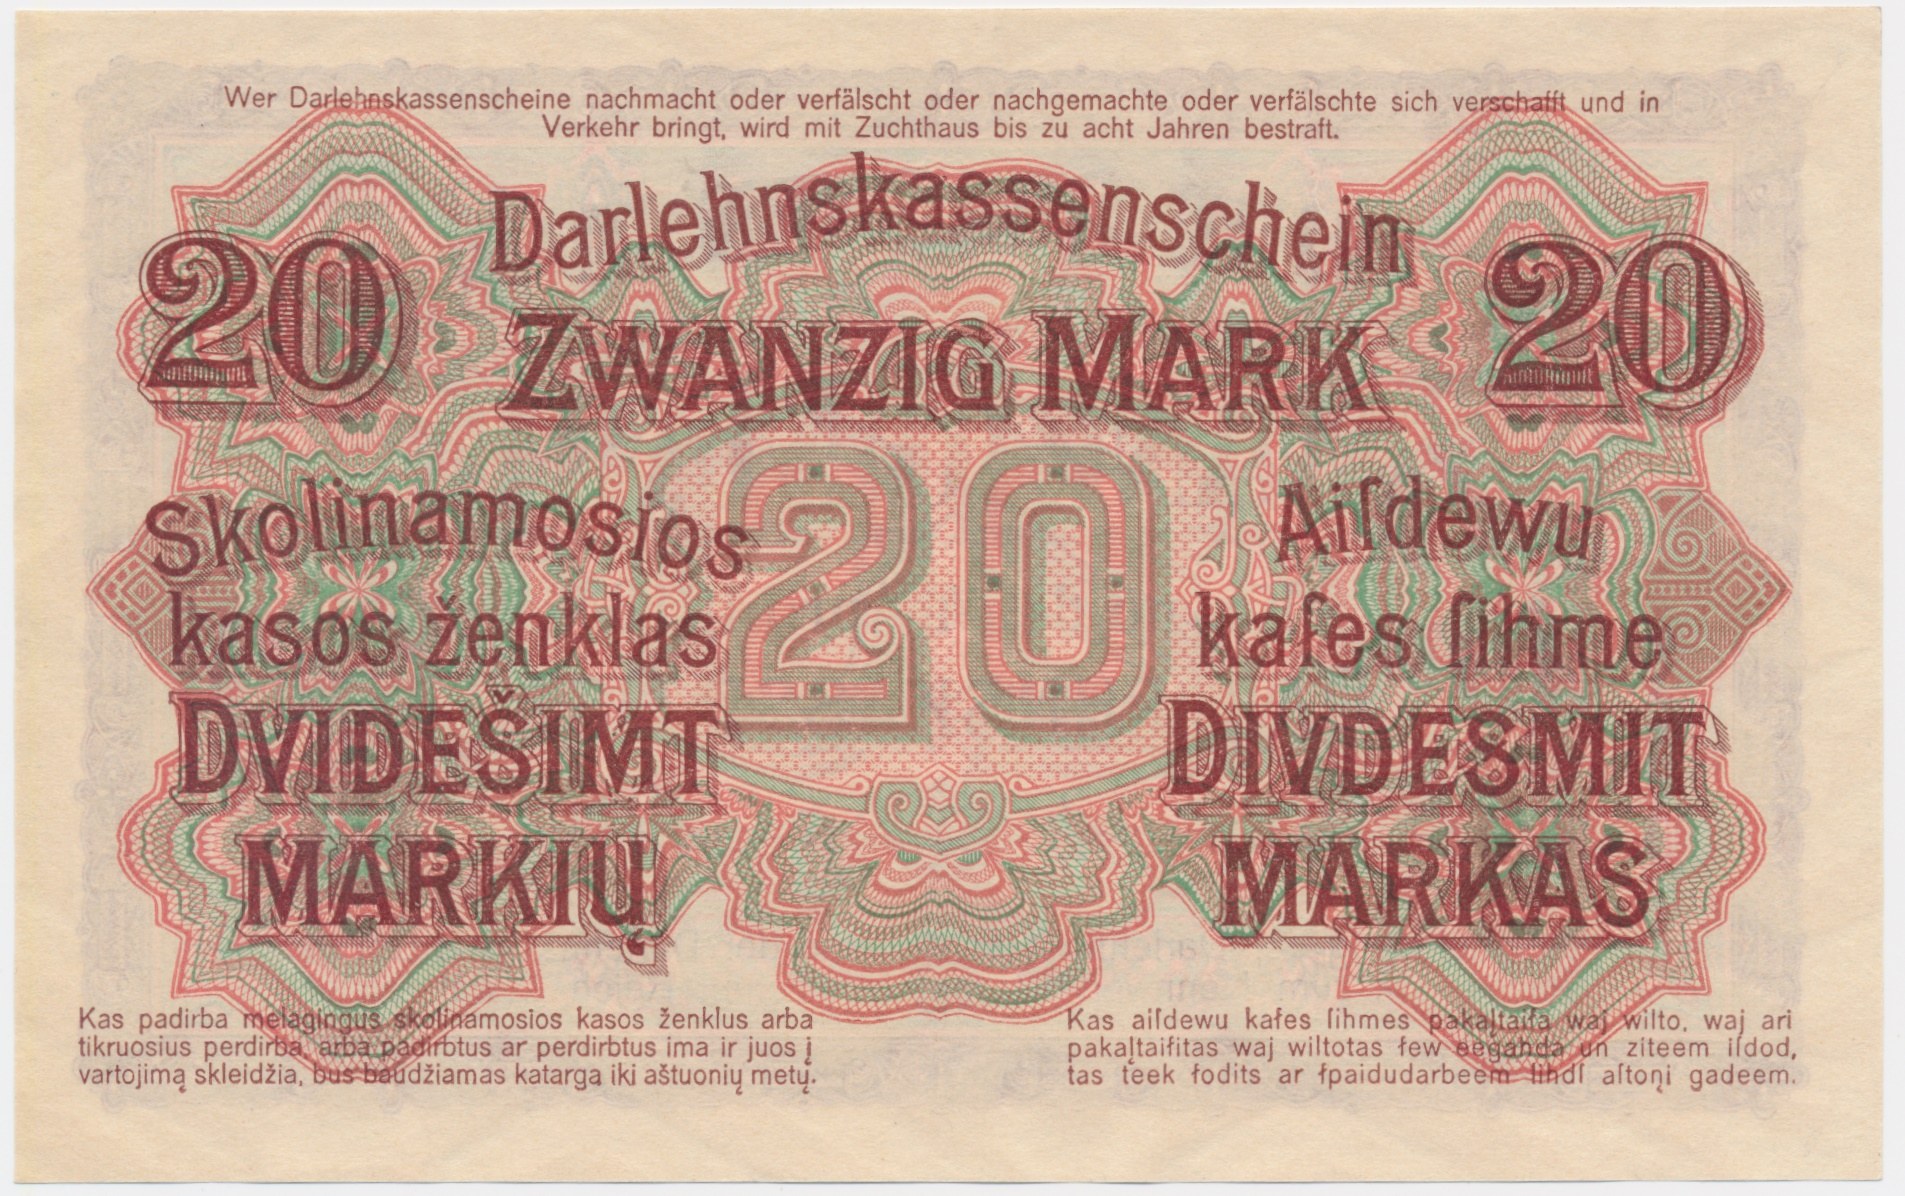 Wer Darlehnskassenscheine nachmacht oder verfälscht oder nachgemachte oder verfälschte sich verschafft und in
Verkehr bringt, wird mit Zuchthaus bis zu acht Jahren bestraft.
Darlehnskassenschein
20
ZWANZIG MARK
20
20
Skolinamosios
kasos ženklas
DVIDEŠIMT
MARKIŲ
Aiſdewu
kaſes ſihme
DIVDESMIT
MARKAS
Kas padirba melagingus skolinamosios kasos ženklus arba
tikruosius perdirba, arba padirbtus ar perdirbtus ima ir juos į
vartojimą skleidžia, bus baudžiamas katarga iki aštuonių metų.
Kas aiſdewu kaſes ſihmes pakaļtaiſa waj wilto, waj ari
pakaļtaiſitas waj wiltotas ſew eegahda un ziteem iſdod,
tas teek ſodits ar ſpaidudarbeem lihdſ aſtoņi gadeem.